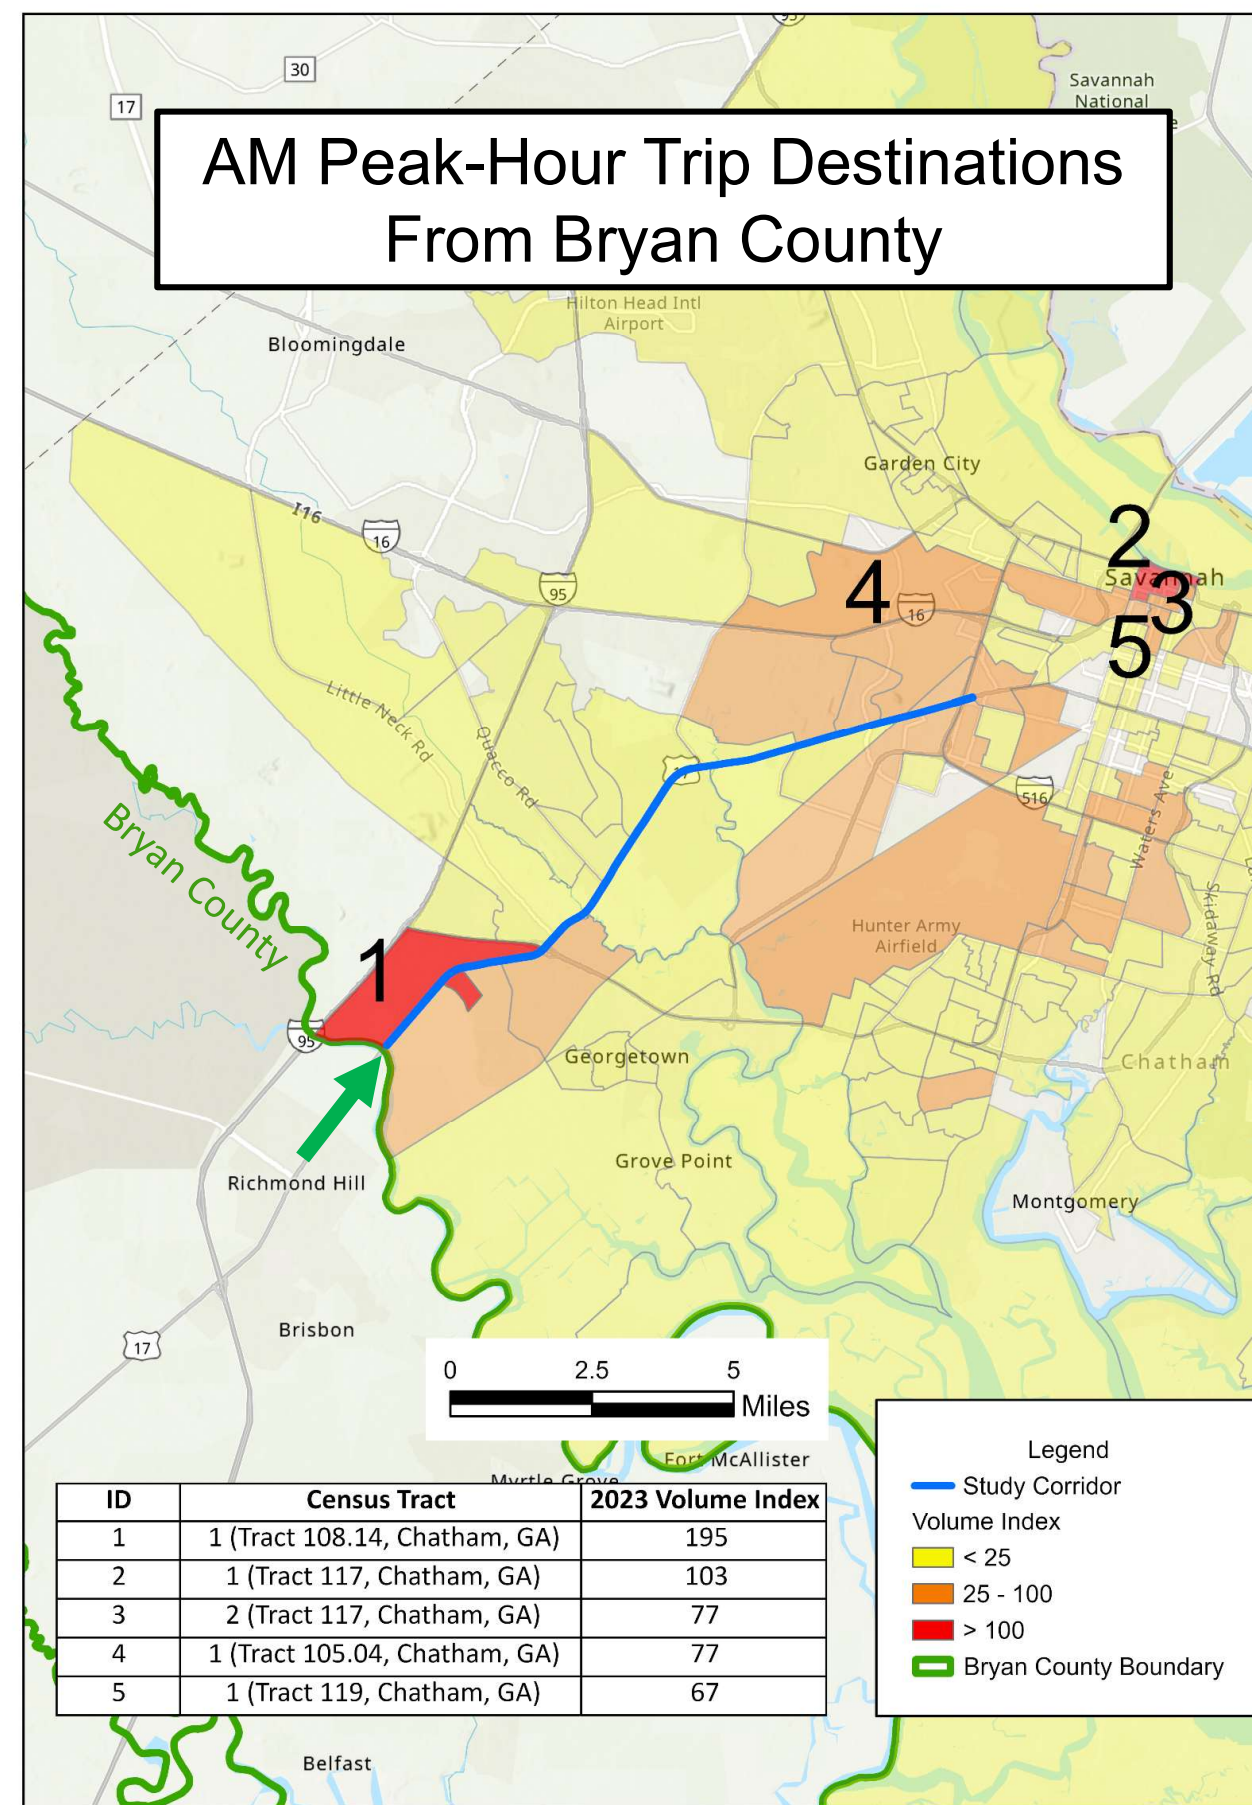 95
30
17
Savannah
National
AM Peak-Hour Trip Destinations
From Bryan County
Hilton Head Intl
Airport
Bloomingdale
Garden City
I16
16
2
Savannah
95
4
16
3
5
Little Neck Rd
Quacco Rd
17
516
Waters Ave
Bryan County
Skidaway Rd
Hunter Army
Airfield
1
95
Georgetown
Chatham
Grove Point
Richmond Hill
Montgomery
Brisbon
17
0 2.5 5
Miles
Fort McAllister
Myrtle Grove
Legend
Study Corridor
Volume Index
< 25
25 - 100
> 100
Bryan County Boundary
ID Census Tract 2023 Volume Index
1 1 (Tract 108.14, Chatham, GA) 195
2 1 (Tract 117, Chatham, GA) 103
3 2 (Tract 117, Chatham, GA) 77
4 1 (Tract 105.04, Chatham, GA) 77
5 1 (Tract 119, Chatham, GA) 67
Belfast